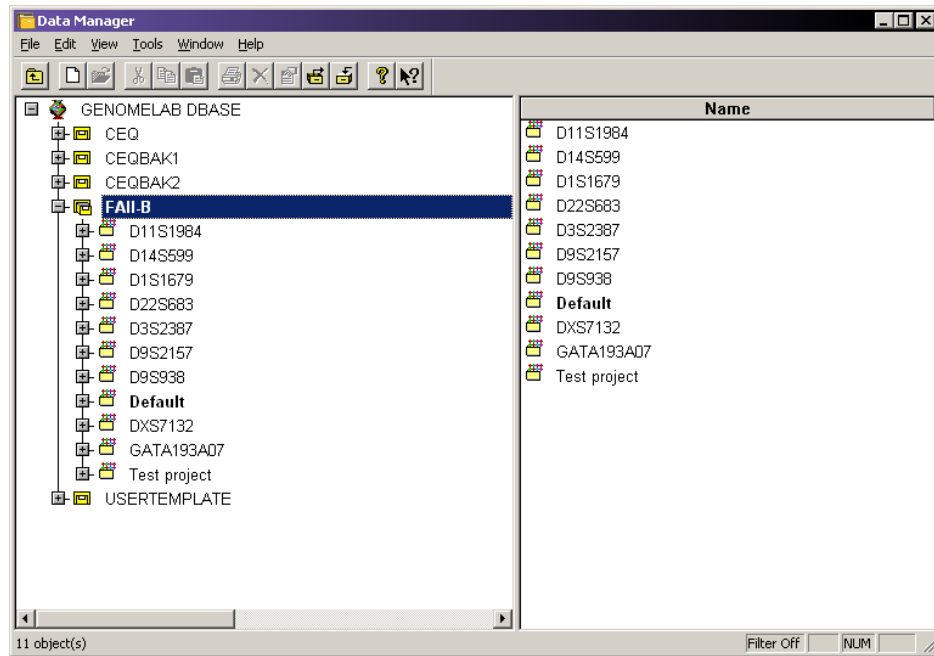 Data Manager
File Edit View Tools Window Help
GENOMELAB DBASE
CEQ
CEQBAK1
CEQBAK2
FAII-B
D11S1984
D14S599
D1S1679
D22S683
D3S2387
D9S2157
D9S938
Default
DXS7132
GATA193A07
Test project
USERTEMPLATE
Name
D11S1984
D14S599
D1S1679
D22S683
D3S2387
D9S2157
D9S938
Default
DXS7132
GATA193A07
Test project
11 object(s)
Filter Off NUM